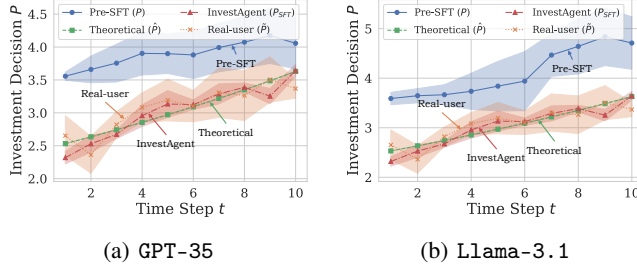 Pre-SFT (P) InvestAgent (P_SFT)
Theoretical (P̂) Real-user (P̃)
4.5
4.0
3.5
3.0
2.5
2.0
Investment Decision P
Pre-SFT
Real-user
InvestAgent
Theoretical
2 4 6 8 10
Time Step t
(a) GPT-35
Pre-SFT (P) InvestAgent (P_SFT)
Theoretical (P̂) Real-user (P̃)
5
4
3
2
Investment Decision P
Pre-SFT
Real-user
InvestAgent
Theoretical
2 4 6 8 10
Time Step t
(b) Llama-3.1